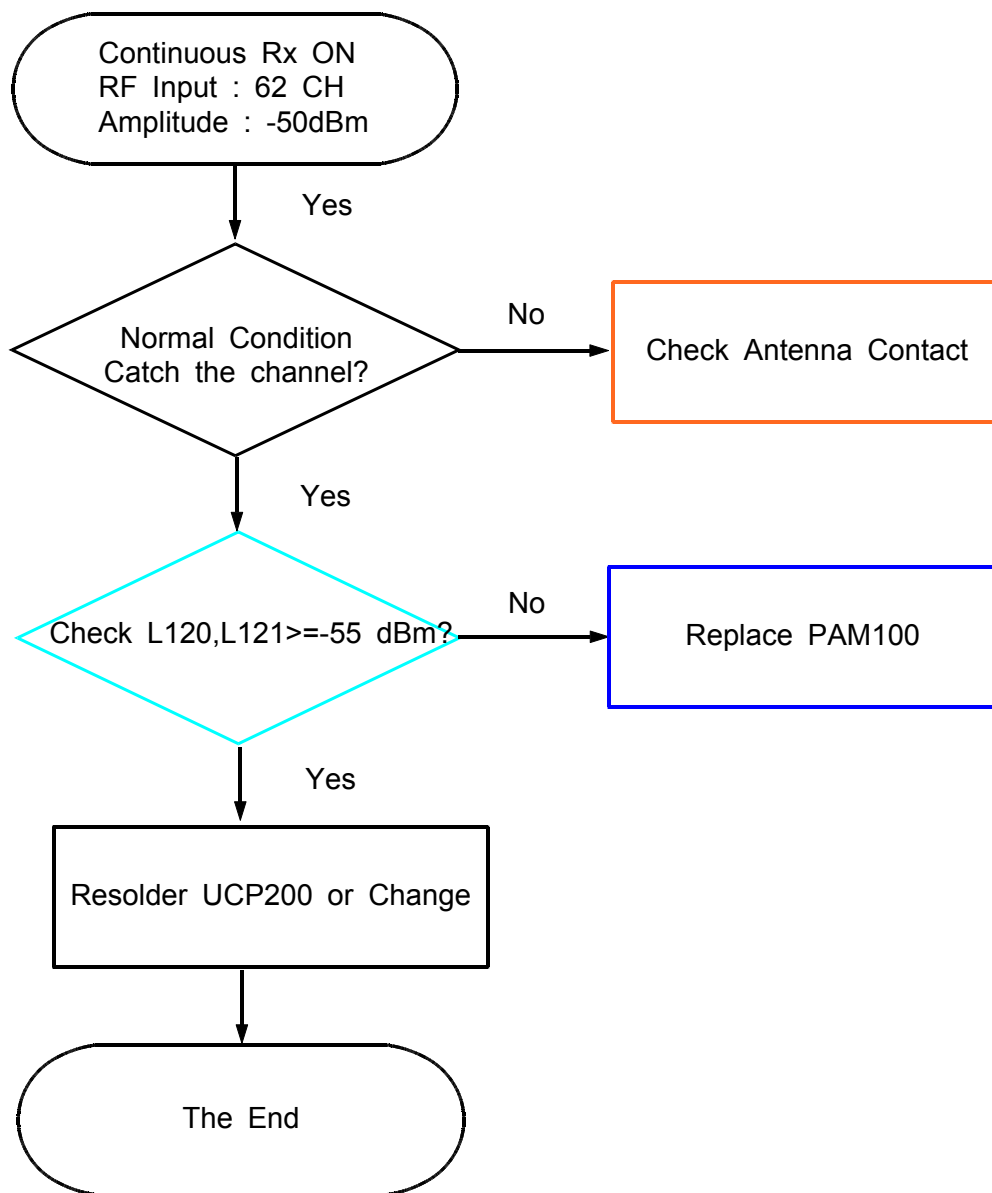 Continuous Rx ON
RF Input : 62 CH
Amplitude : -50dBm
Yes
Normal Condition
Catch the channel?
No
Check Antenna Contact
Yes
Check L120,L121>=-55 dBm?
No
Replace PAM100
Yes
Resolder UCP200 or Change
The End